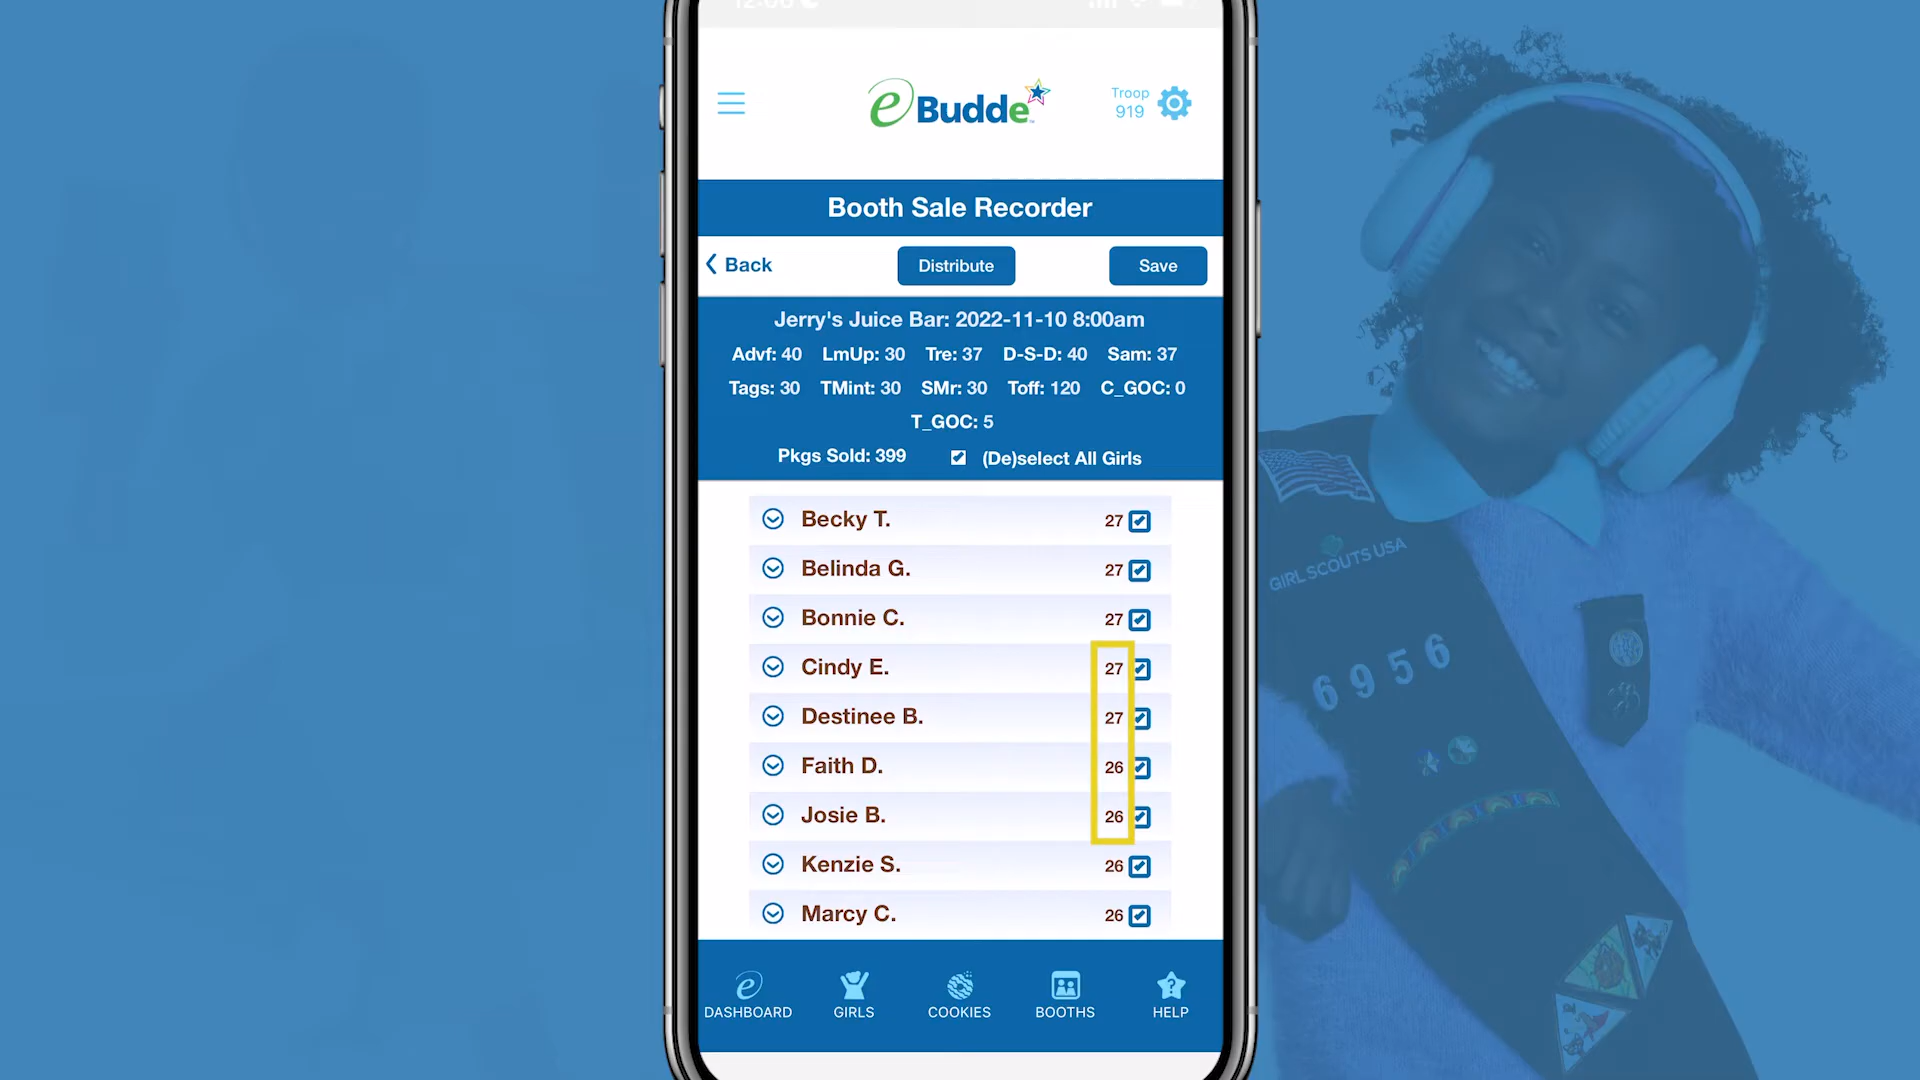 12:00
eBudde
Troop
919
Booth Sale Recorder
Back
Distribute
Save
Jerry's Juice Bar: 2022-11-10 8:00am
Advf: 40 LmUp: 30 Tre: 37 D-S-D: 40 Sam: 37
Tags: 30 TMint: 30 SMr: 30 Toff: 120 C_GOC: 0
T_GOC: 5
Pkgs Sold: 399 (De)select All Girls
Becky T. 27
Belinda G. 27
Bonnie C. 27
Cindy E. 27
Destinee B. 27
Faith D. 26
Josie B. 26
Kenzie S. 26
Marcy C. 26
DASHBOARD GIRLS COOKIES BOOTHS HELP
GIRL SCOUTS USA
6956